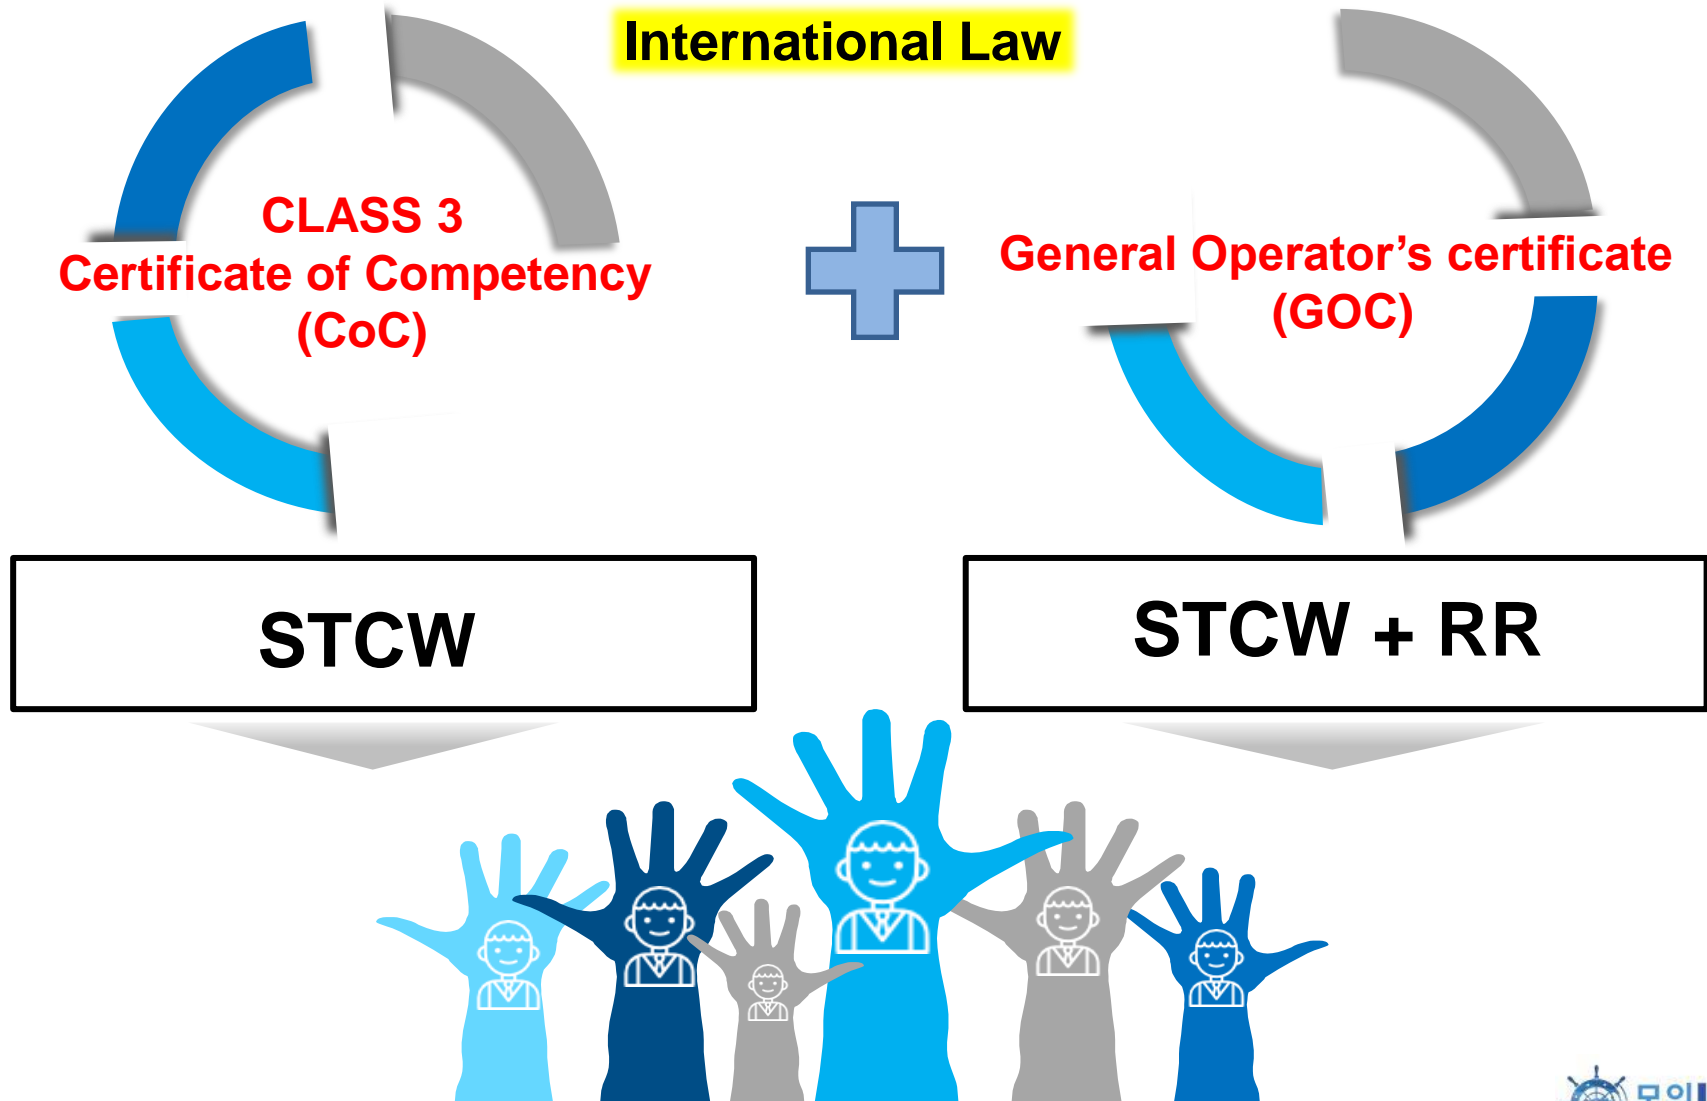 International Law
CLASS 3
Certificate of Competency
(CoC)
General Operator’s certificate
(GOC)
STCW
STCW + RR